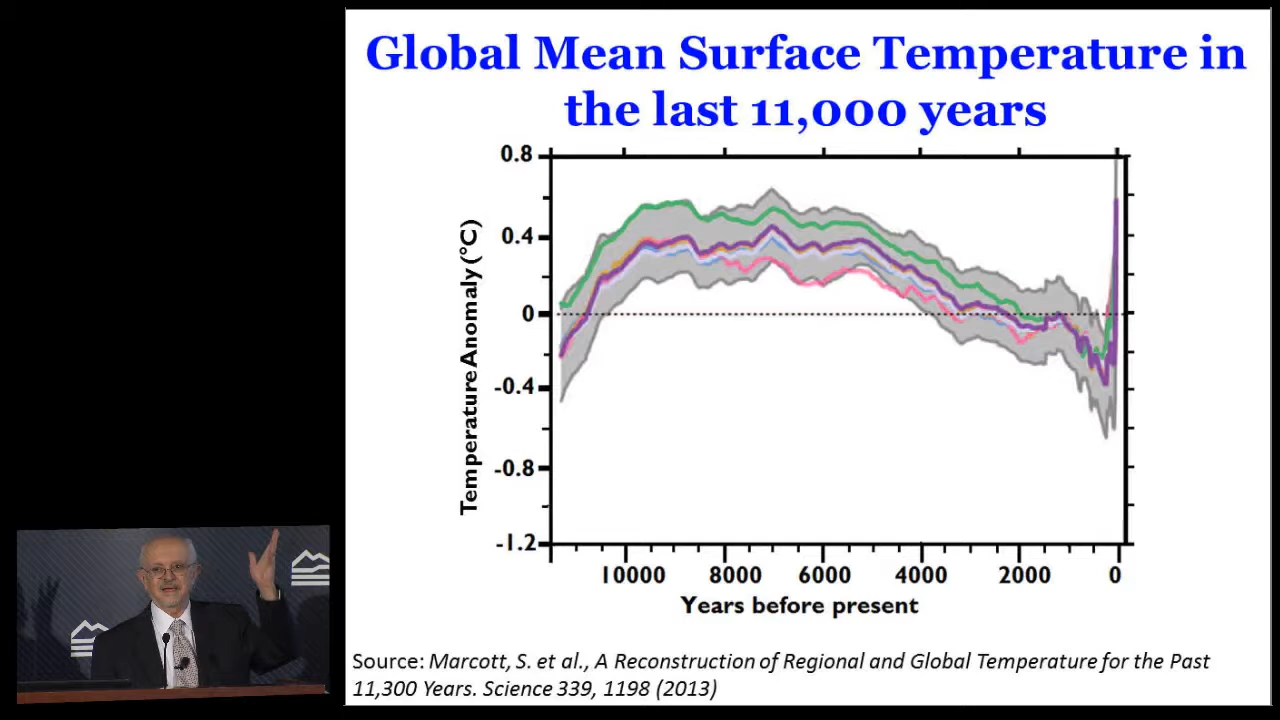 Global Mean Surface Temperature in
the last 11,000 years
0.8
0.4
0
-0.4
-0.8
-1.2
Temperature Anomaly (°C)
10000 8000 6000 4000 2000 0
Years before present
Source: Marcott, S. et al., A Reconstruction of Regional and Global Temperature for the Past
11,300 Years. Science 339, 1198 (2013)